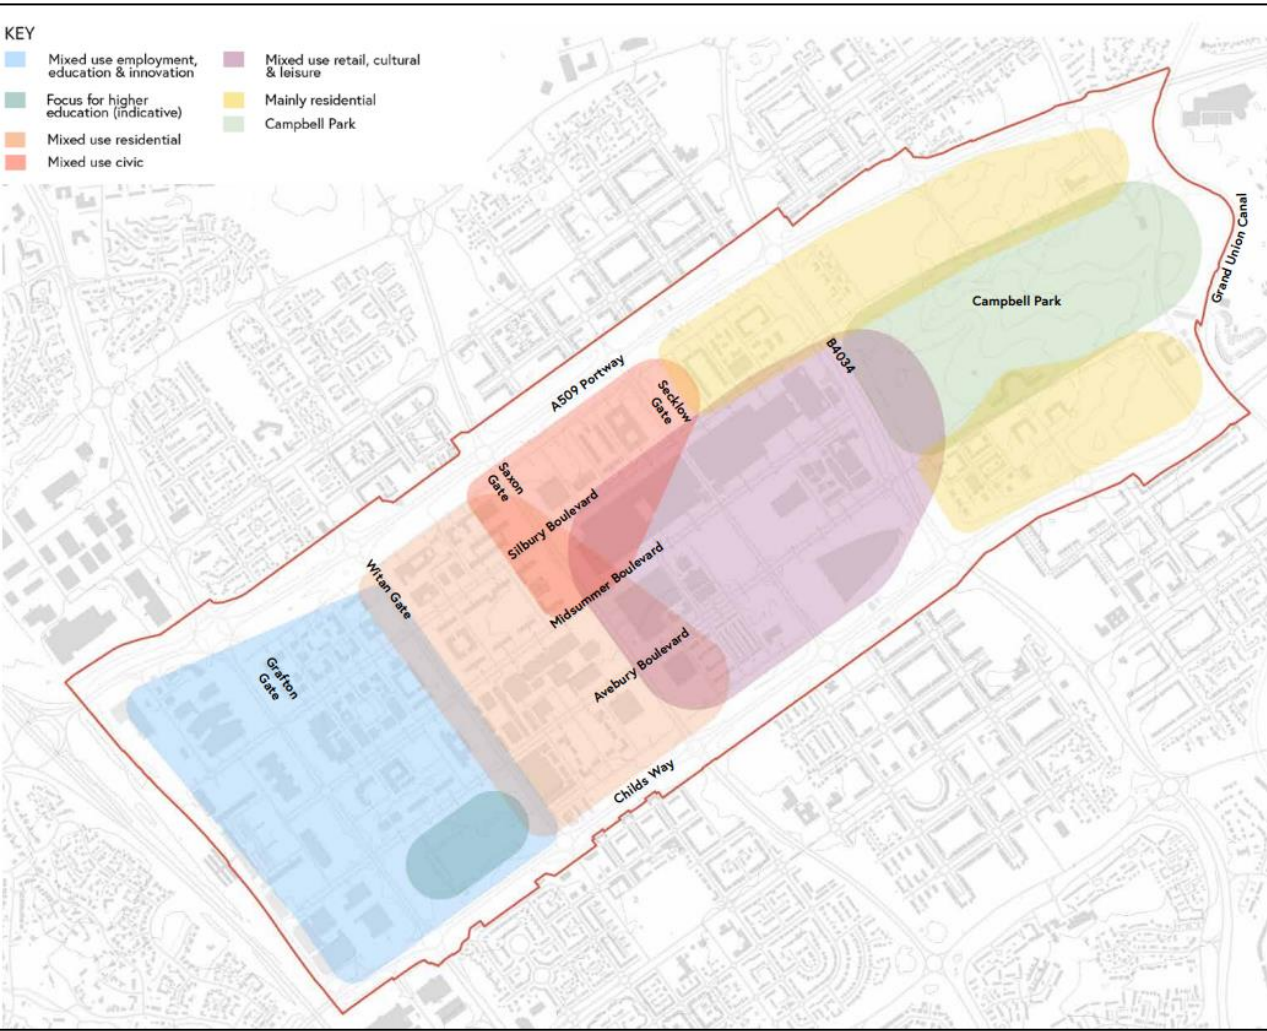 KEY
Mixed use employment,
education & innovation
Focus for higher
education (indicative)
Mixed use residential
Mixed use civic
Mixed use retail, cultural
& leisure
Mainly residential
Campbell Park
Grand Union Canal
Campbell Park
B4034
A509 Portway
Secklow
Gate
Saxon
Gate
Silbury Boulevard
Midsummer Boulevard
Witan Gate
Avebury Boulevard
Grafton
Gate
Childs Way